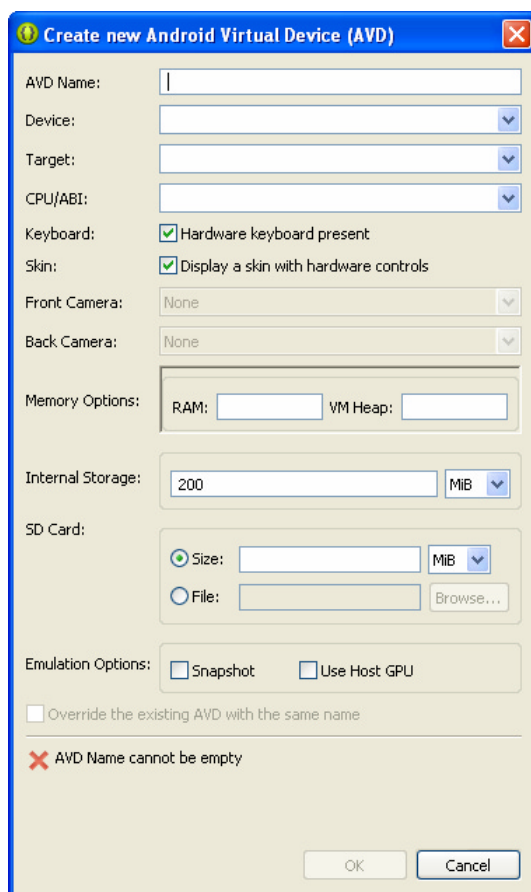 Create new Android Virtual Device (AVD)
AVD Name:
Device:
Target:
CPU/ABI:
Keyboard: Hardware keyboard present
Skin: Display a skin with hardware controls
Front Camera: None
Back Camera: None
Memory Options: RAM: VM Heap:
Internal Storage: 200 MiB
SD Card:
Size: MiB
File: Browse...
Emulation Options: Snapshot Use Host GPU
Override the existing AVD with the same name
AVD Name cannot be empty
OK Cancel